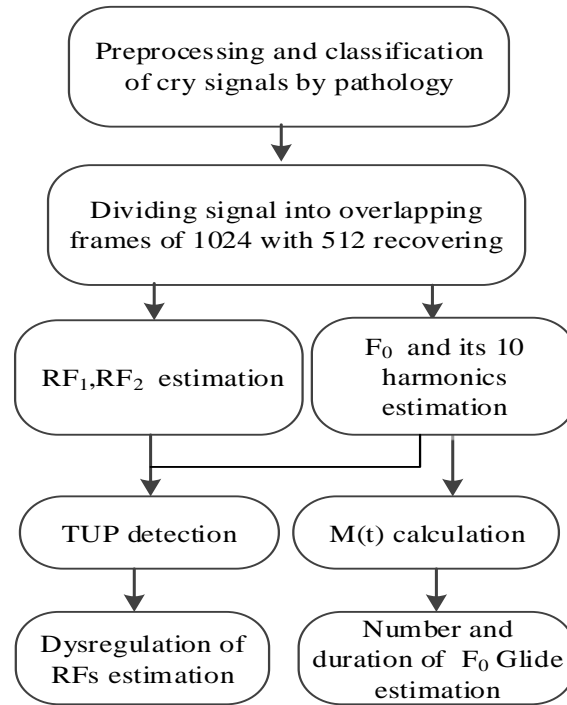 Preprocessing and classification
of cry signals by pathology
Dividing signal into overlapping
frames of 1024 with 512 recovering
RF₁,RF₂ estimation
F₀ and its 10
harmonics
estimation
TUP detection
M(t) calculation
Dysregulation of
RFs estimation
Number and
duration of F₀ Glide
estimation